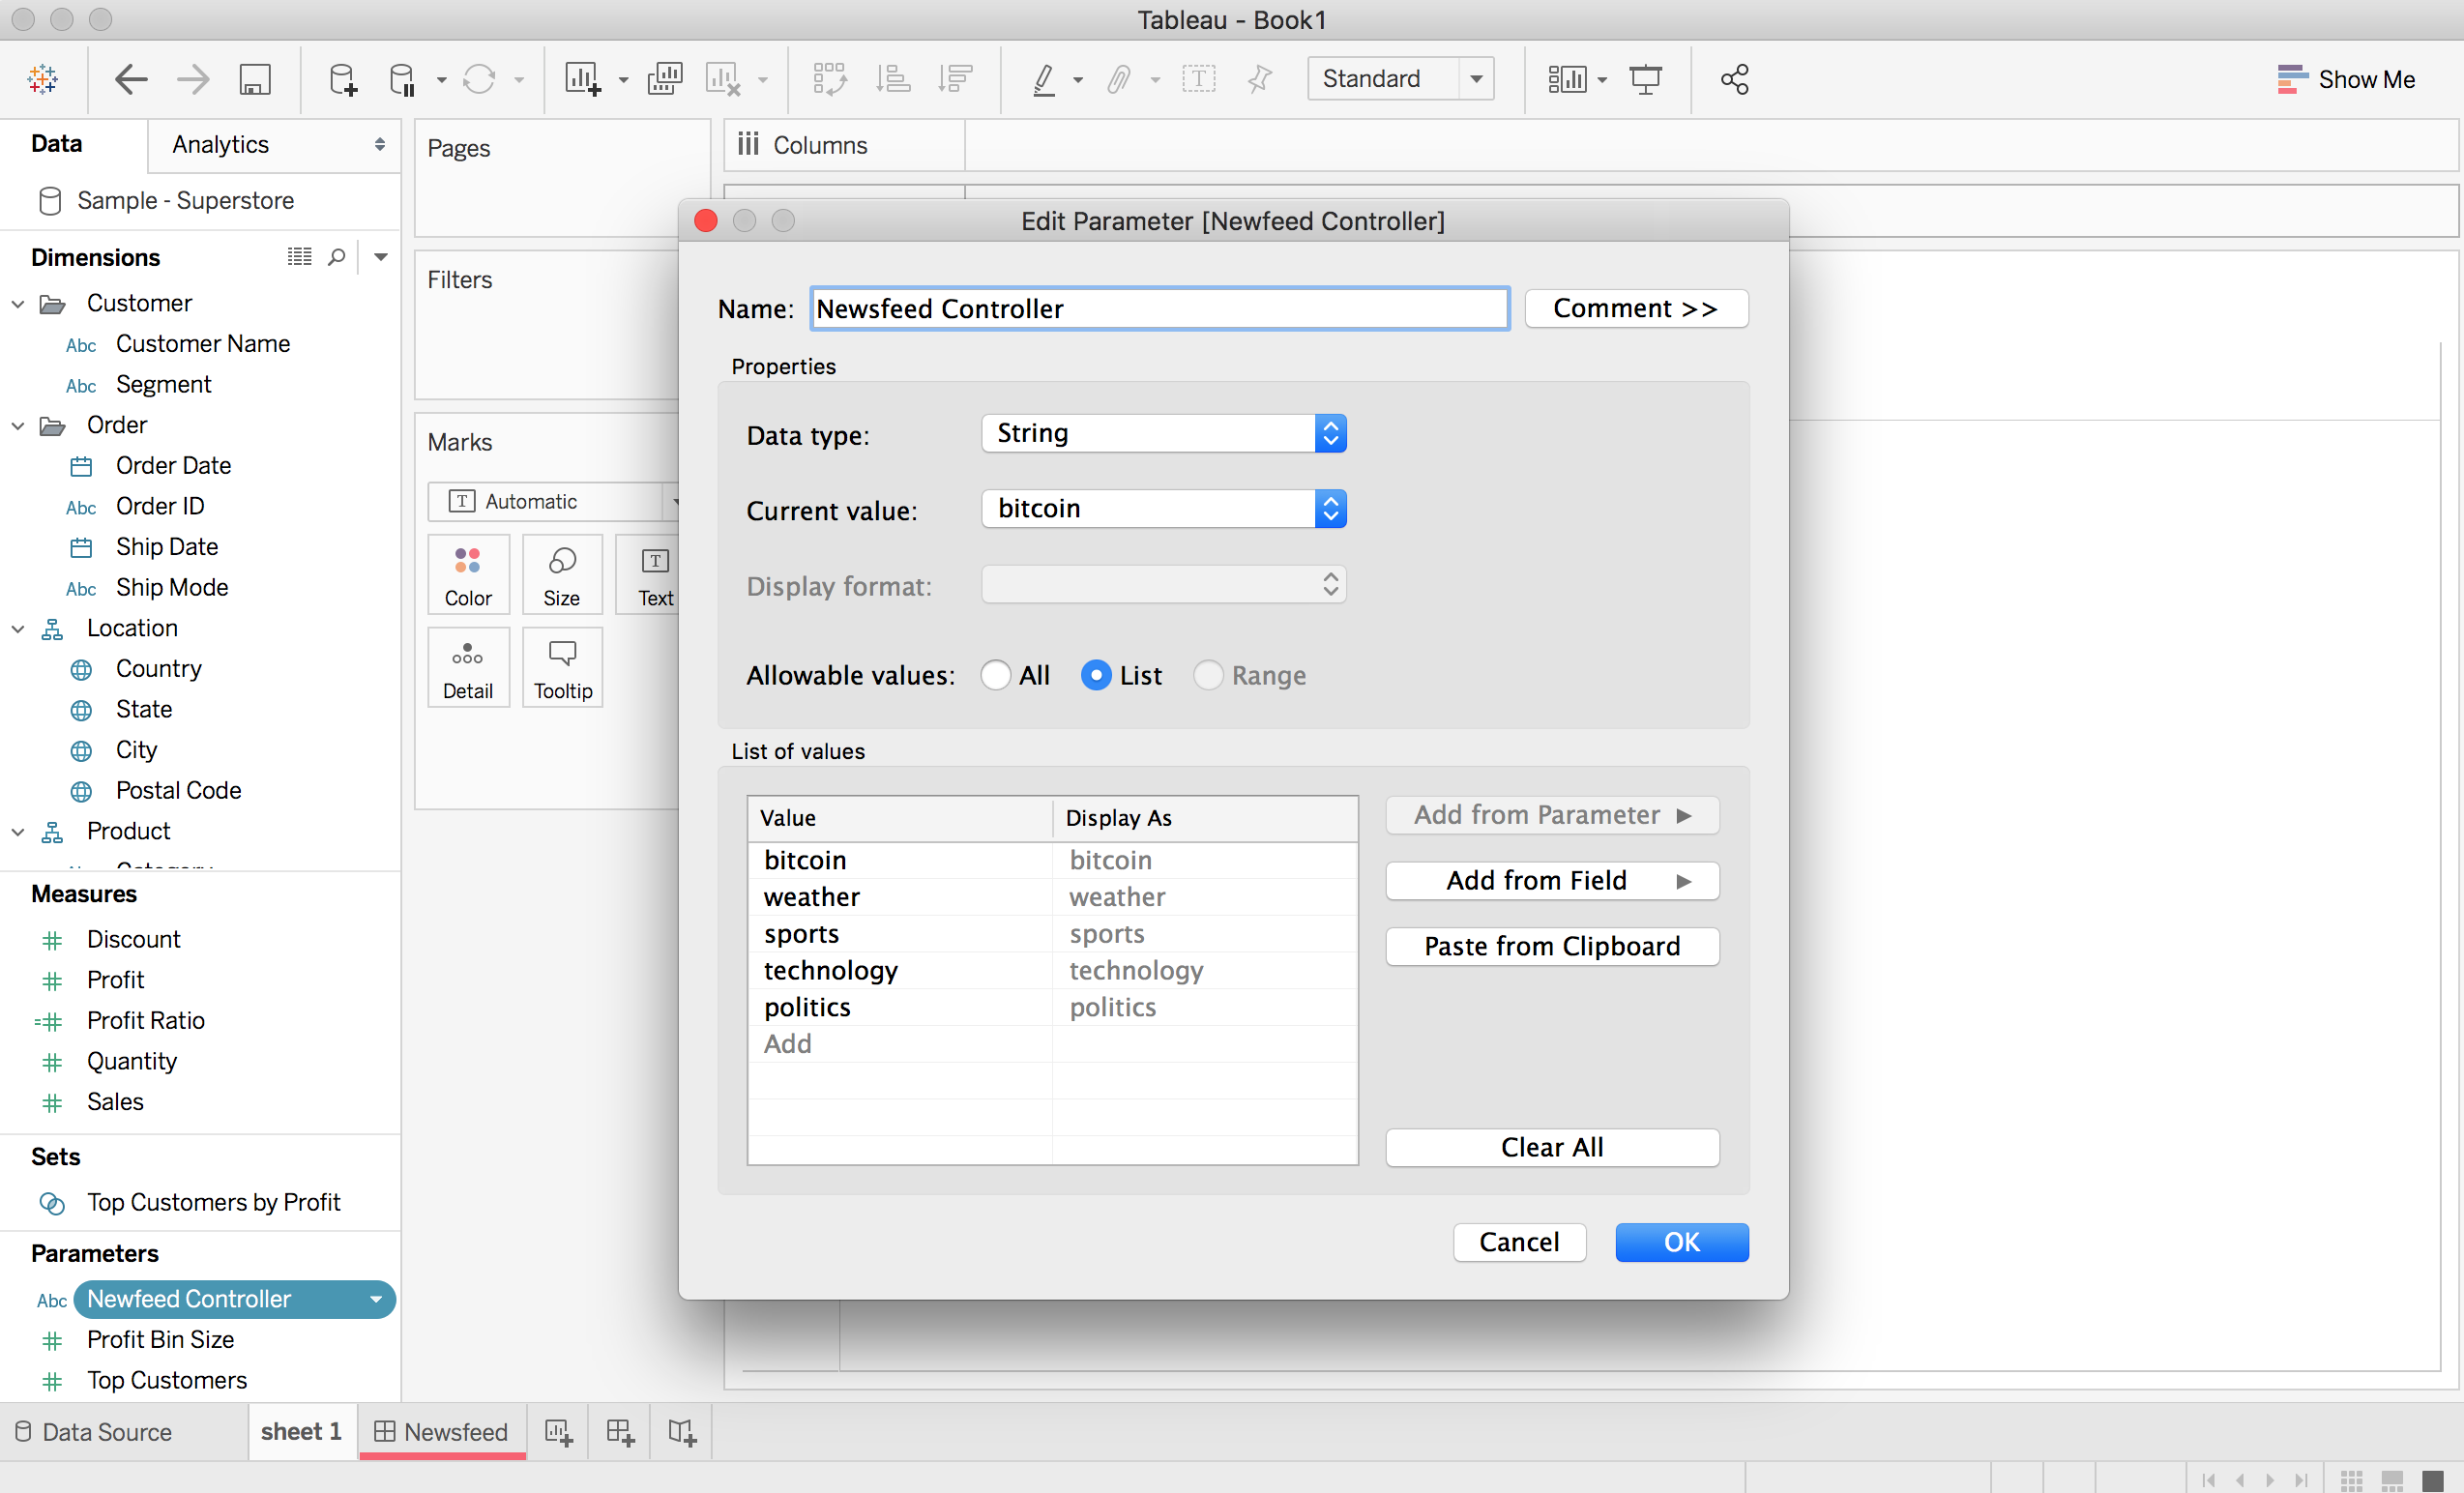 Tableau - Book1
Standard
Show Me
Data
Analytics
Sample - Superstore
Dimensions
Customer
Abc Customer Name
Abc Segment
Order
Order Date
Abc Order ID
Ship Date
Abc Ship Mode
Location
Country
State
City
Postal Code
Product
Measures
Discount
Profit
Profit Ratio
Quantity
Sales
Sets
Top Customers by Profit
Parameters
Abc Newfeed Controller
Profit Bin Size
Top Customers
Pages
Filters
Marks
T Automatic
Color
Size
Text
Detail
Tooltip
Columns
Edit Parameter [Newfeed Controller]
Name: Newsfeed Controller
Comment >>
Properties
Data type: String
Current value: bitcoin
Display format:
Allowable values: All List Range
List of values
Value Display As
bitcoin bitcoin
weather weather
sports sports
technology technology
politics politics
Add
Add from Parameter
Add from Field
Paste from Clipboard
Clear All
Cancel
OK
Data Source
sheet 1
Newsfeed